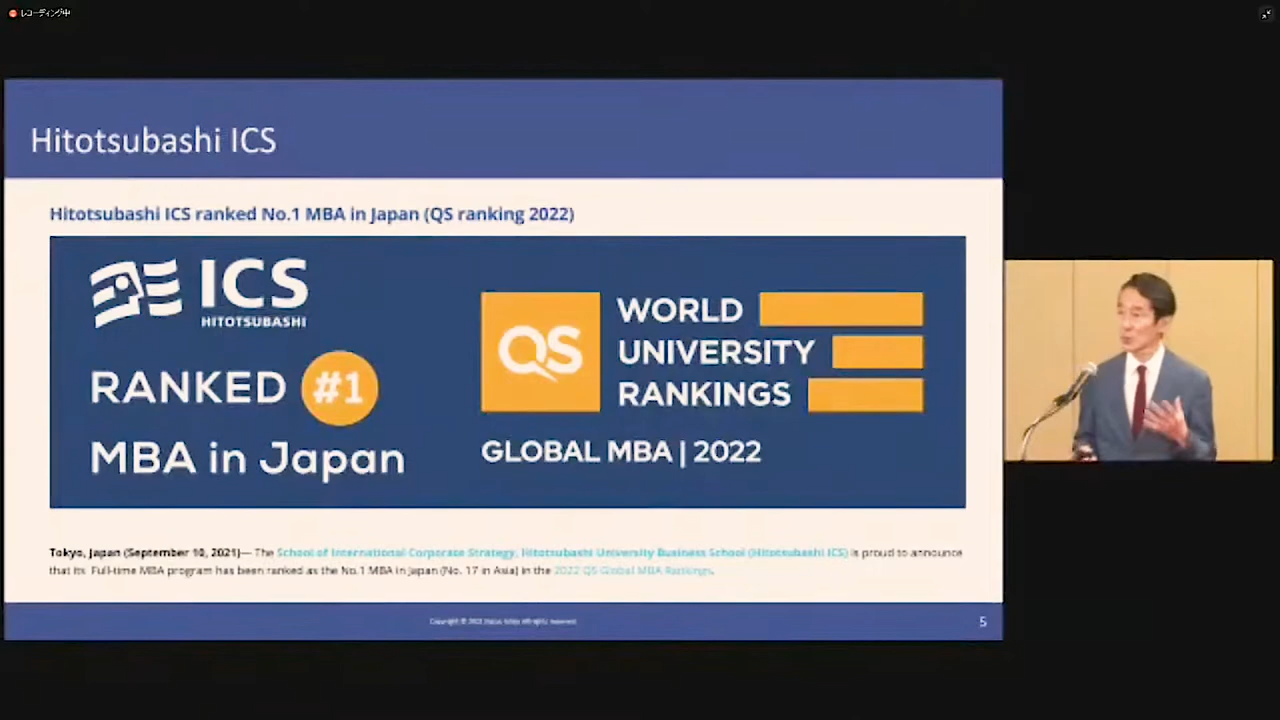 レコーディング中
Hitotsubashi ICS
Hitotsubashi ICS ranked No.1 MBA in Japan (QS ranking 2022)
ICS
HITOTSUBASHI
RANKED #1
MBA in Japan
QS
WORLD
UNIVERSITY
RANKINGS
GLOBAL MBA | 2022
Tokyo, Japan (September 10, 2021)— The School of International Corporate Strategy, Hitotsubashi University Business School (Hitotsubashi ICS) is proud to announce
that its Full-time MBA program has been ranked as the No.1 MBA in Japan (No. 17 in Asia) in the 2022 QS Global MBA Rankings.
Copyright © All rights reserved
5